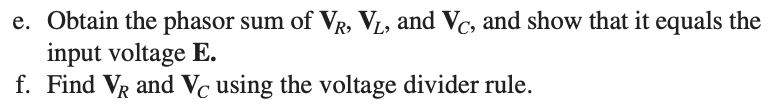 e. Obtain the phasor sum of V_R, V_L, and V_C, and show that it equals the
input voltage E.
f. Find V_R and V_C using the voltage divider rule.